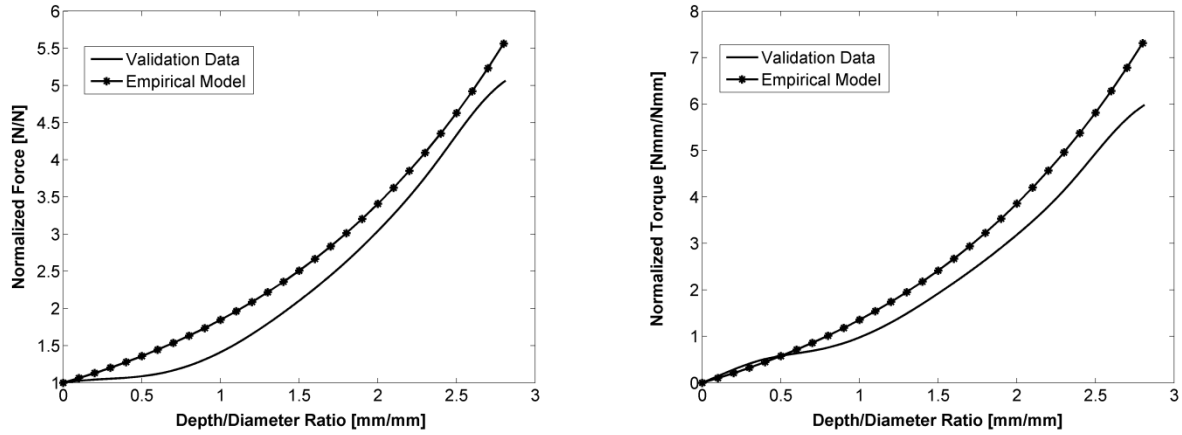 6
5.5
5
4.5
4
3.5
3
2.5
2
1.5
1
Normalized Force [N/N]
Validation Data
Empirical Model
0 0.5 1 1.5 2 2.5 3
Depth/Diameter Ratio [mm/mm]
8
7
6
5
4
3
2
1
0
Normalized Torque [Nmm/Nmm]
Validation Data
Empirical Model
0 0.5 1 1.5 2 2.5 3
Depth/Diameter Ratio [mm/mm]